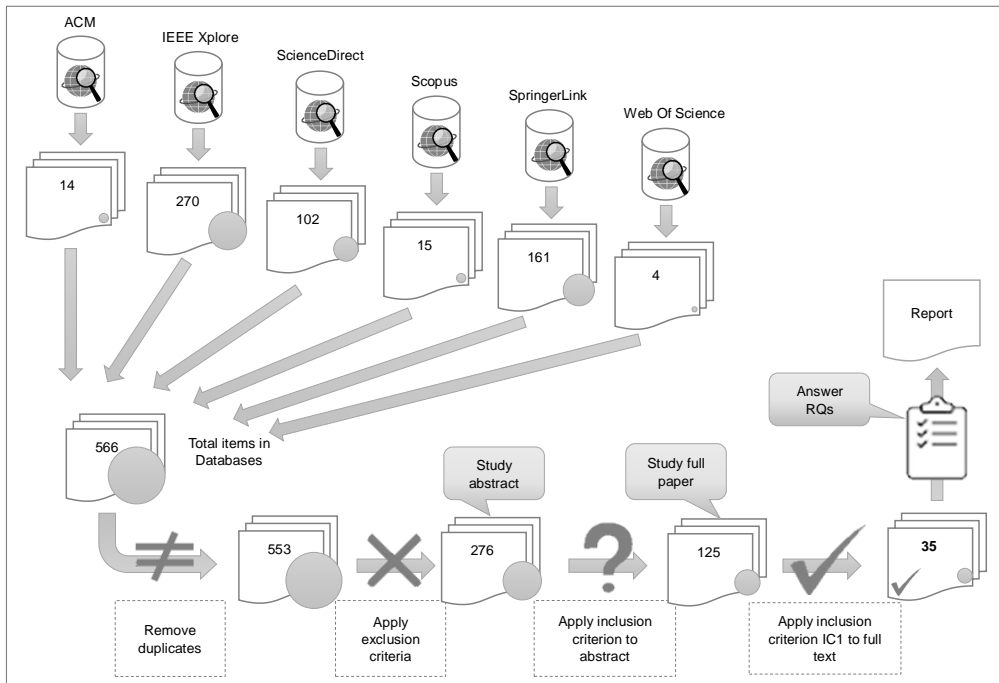 ACM
IEEE Xplore
ScienceDirect
Scopus
SpringerLink
Web Of Science
14
270
102
15
161
4
Report
Answer
RQs
566
Total items in
Databases
Study
abstract
Study full
paper
553
276
125
35
Remove
duplicates
Apply
exclusion
criteria
Apply inclusion
criterion to
abstract
Apply inclusion
criterion IC1 to full
text